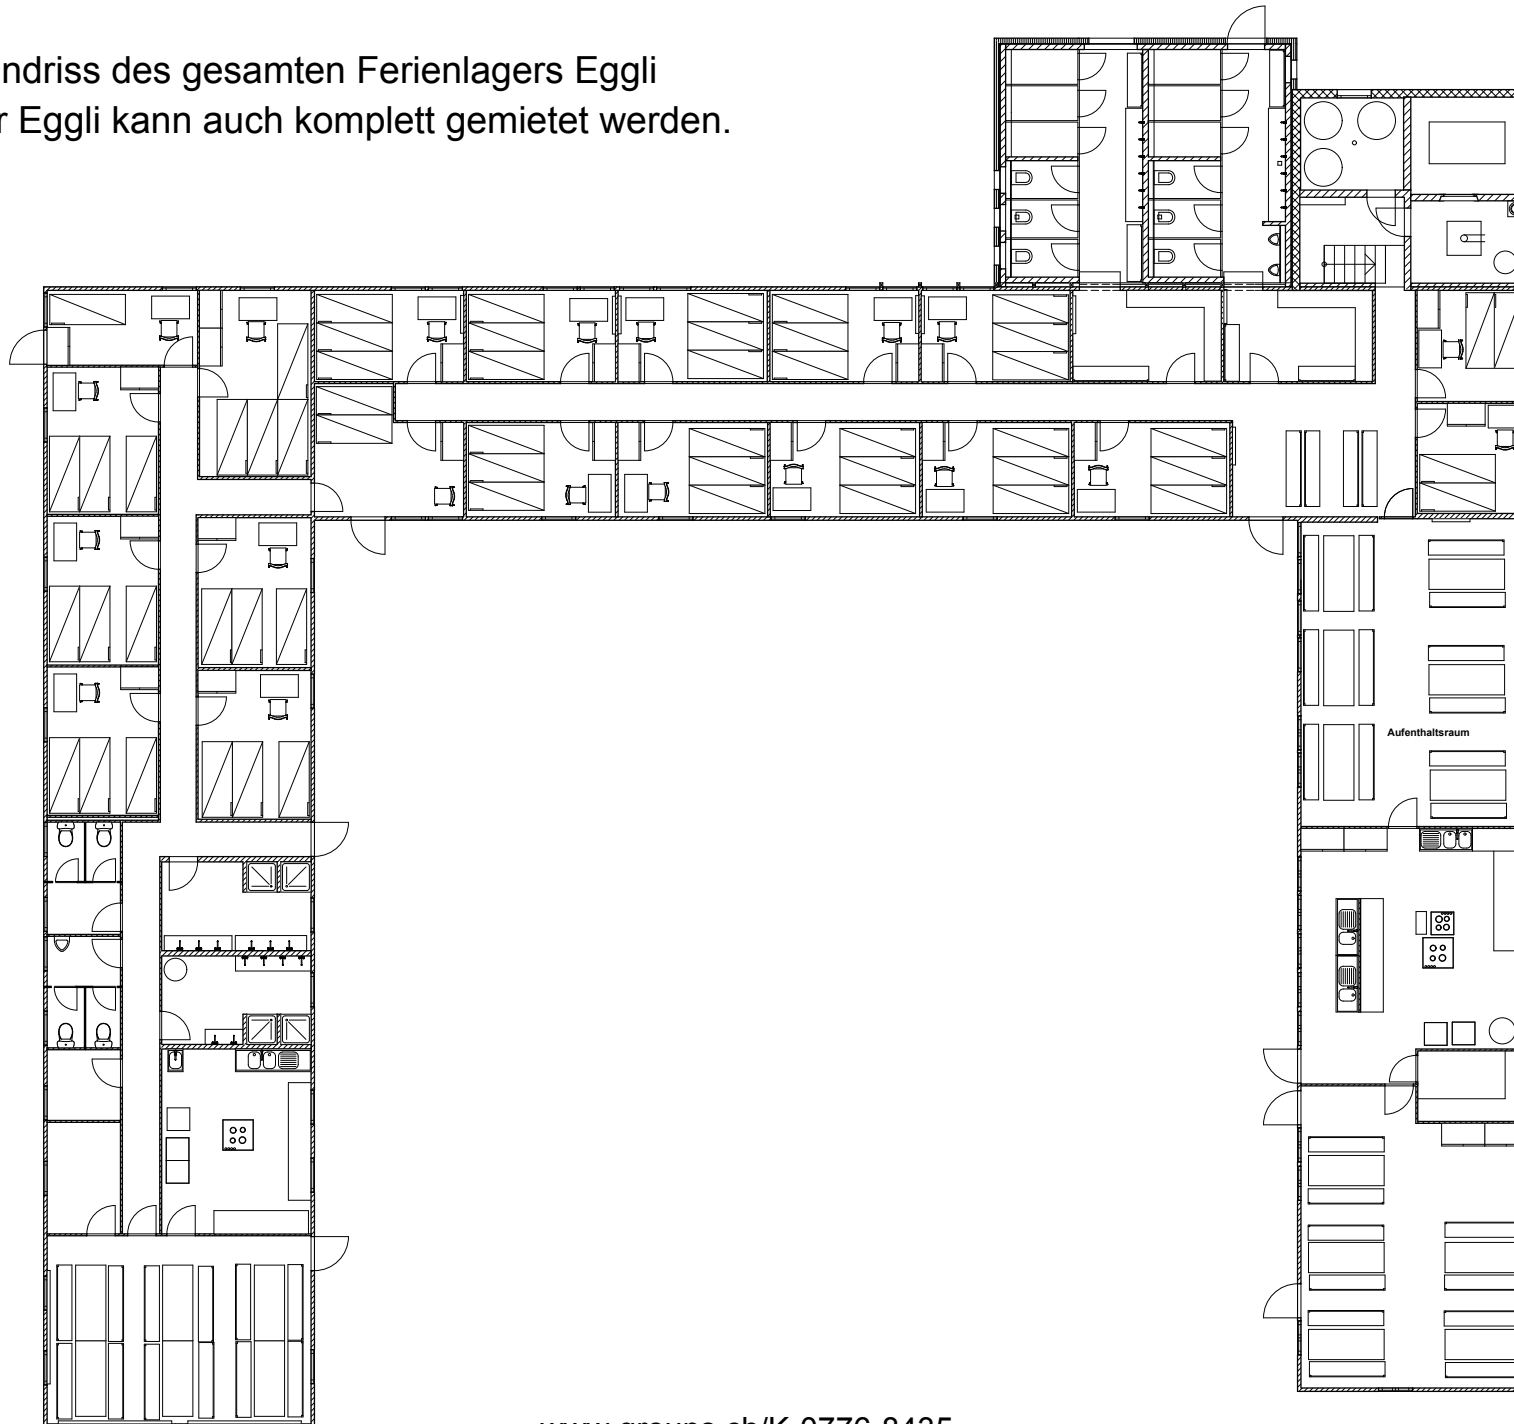 ndriss des gesamten Ferienlagers Eggli
r Eggli kann auch komplett gemietet werden.
Aufenthaltsraum